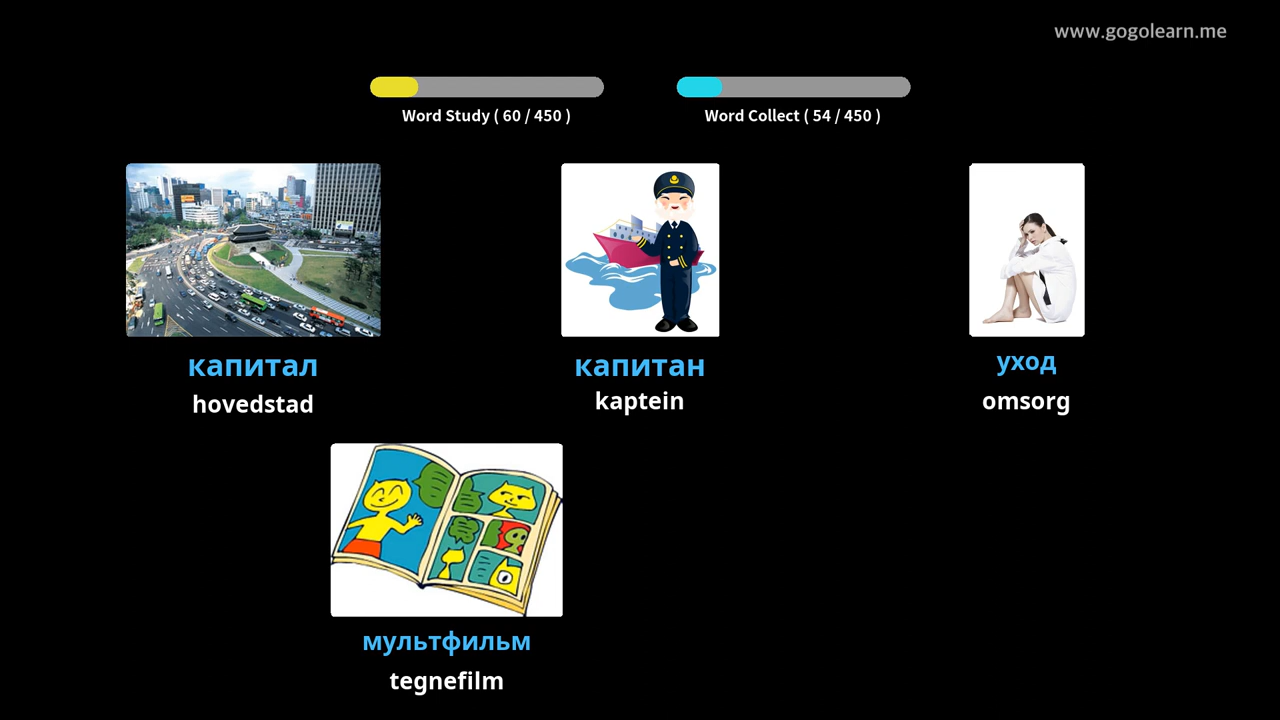 www.gogolearn.me
Word Study ( 60 / 450 )
Word Collect ( 54 / 450 )
капитал
hovedstad
капитан
kaptein
уход
omsorg
мультфильм
tegnefilm